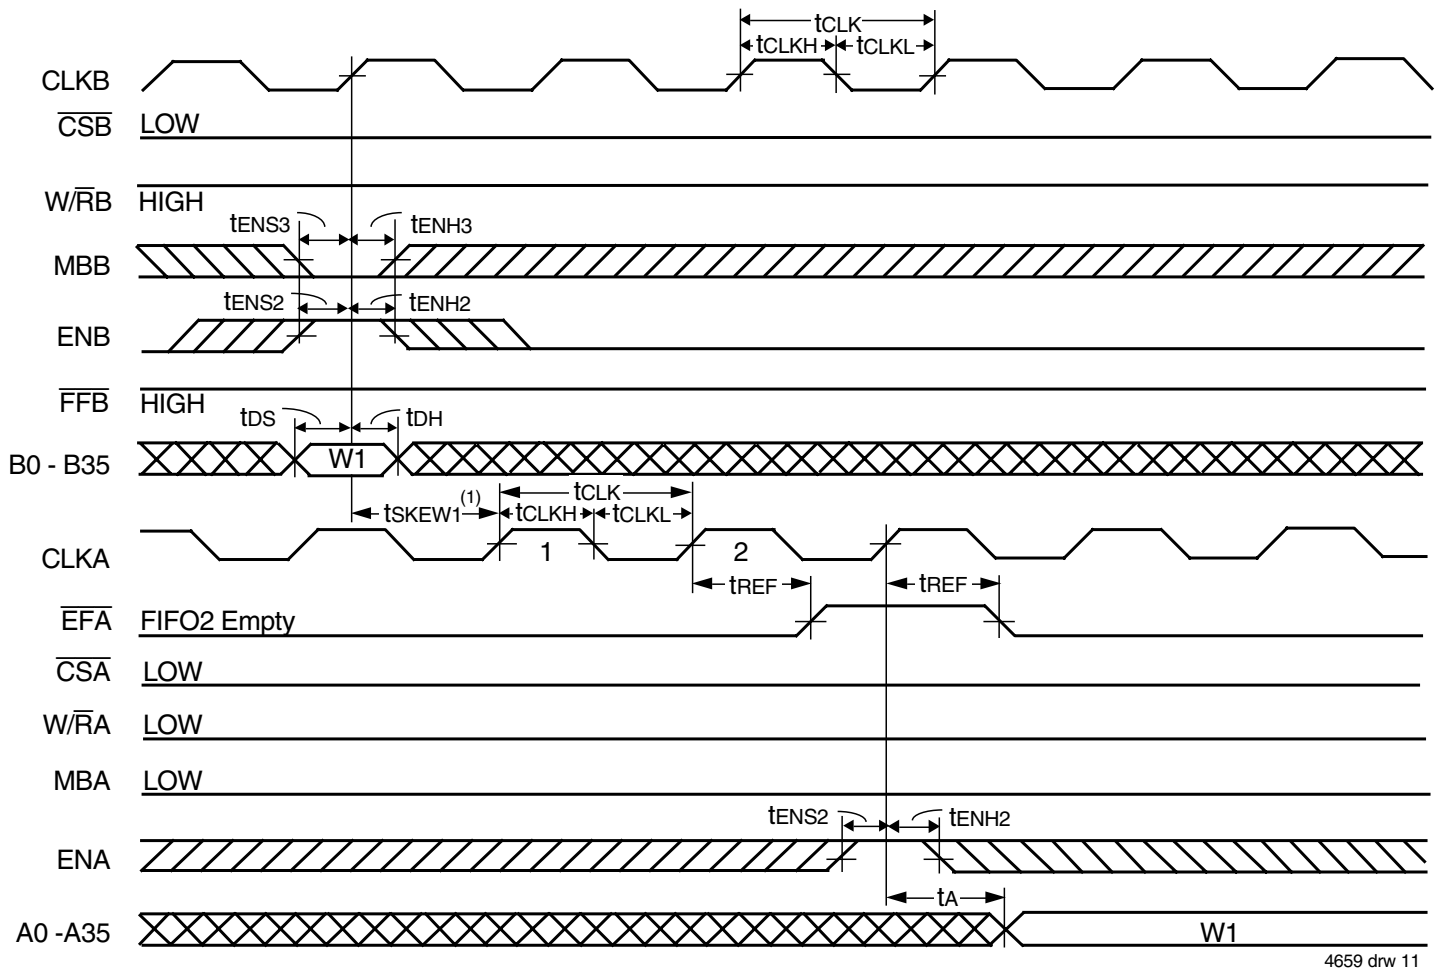 tCLK
tCLKH tCLKL
CLKB
CSB LOW
W/RB HIGH
tENS3 tENH3
MBB
tENS2 tENH2
ENB
FFB HIGH
tDS tDH
B0 - B35 W1
tCLK
tSKEW1(1) tCLKH tCLKL
CLKA 1 2
tREF tREF
EFA FIFO2 Empty
CSA LOW
W/RA LOW
MBA LOW
tENS2 tENH2
ENA
tA
A0 -A35 W1
4659 drw 11